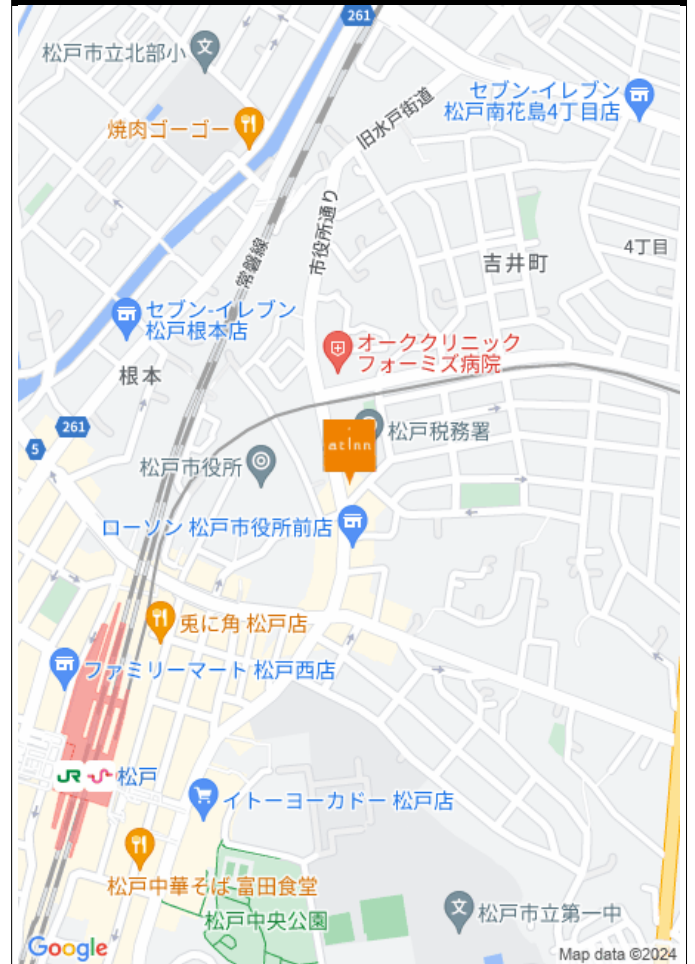 261
松戸市立北部小
セブン-イレブン
松戸南花島4丁目店
焼肉ゴーゴー
旧水戸街道
市役所通り
常磐線
吉井町
4丁目
セブン-イレブン
松戸根本店
オーククリニック
フォーミズ病院
根本
261
5
松戸税務署
at inn
松戸市役所
ローソン 松戸市役所前店
兎に角 松戸店
ファミリーマート 松戸西店
JR 松戸
イトーヨーカドー 松戸店
松戸中華そば 富田食堂
松戸中央公園
松戸市立第一中
Google
Map data ©2024